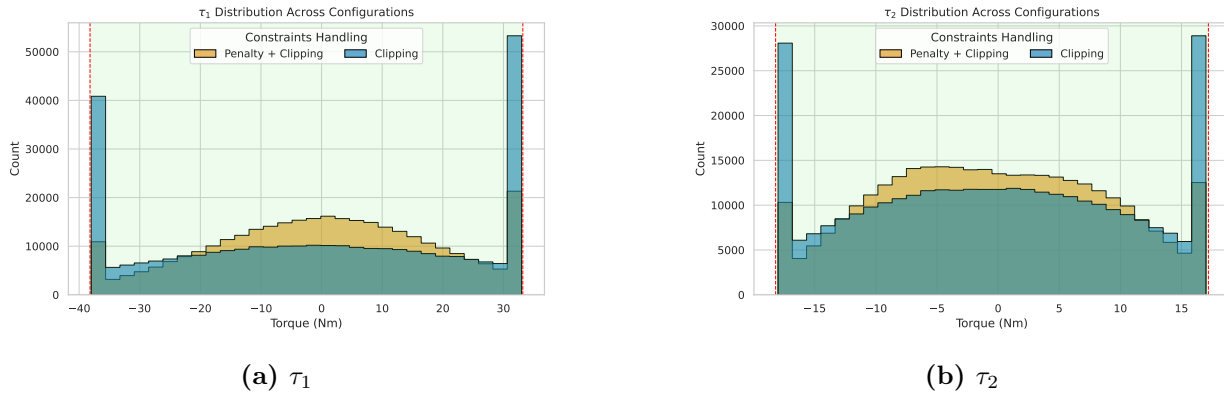 τ1 Distribution Across Configurations
Constraints Handling
Penalty + Clipping Clipping
Count
50000
40000
30000
20000
10000
0
−40 −30 −20 −10 0 10 20 30
Torque (Nm)
(a) τ1
τ2 Distribution Across Configurations
Constraints Handling
Penalty + Clipping Clipping
Count
30000
25000
20000
15000
10000
5000
0
−15 −10 −5 0 5 10 15
Torque (Nm)
(b) τ2